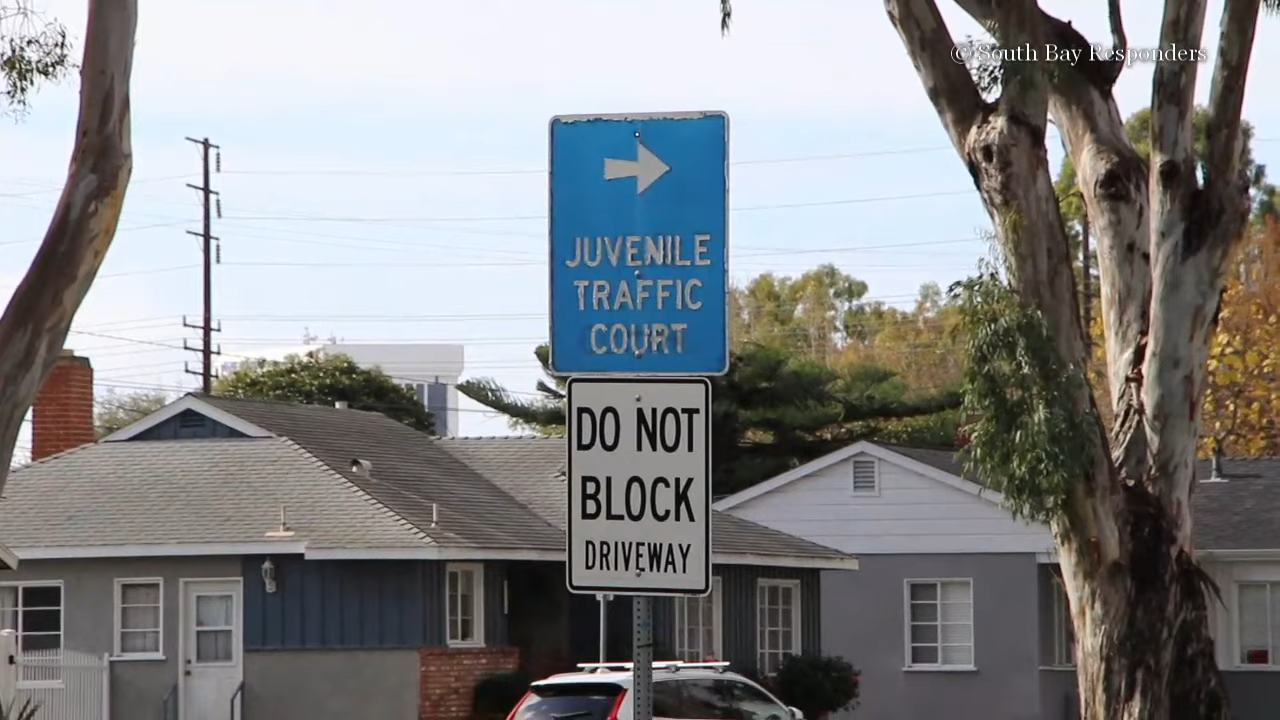 © South Bay Responders
JUVENILE
TRAFFIC
COURT
DO NOT
BLOCK
DRIVEWAY